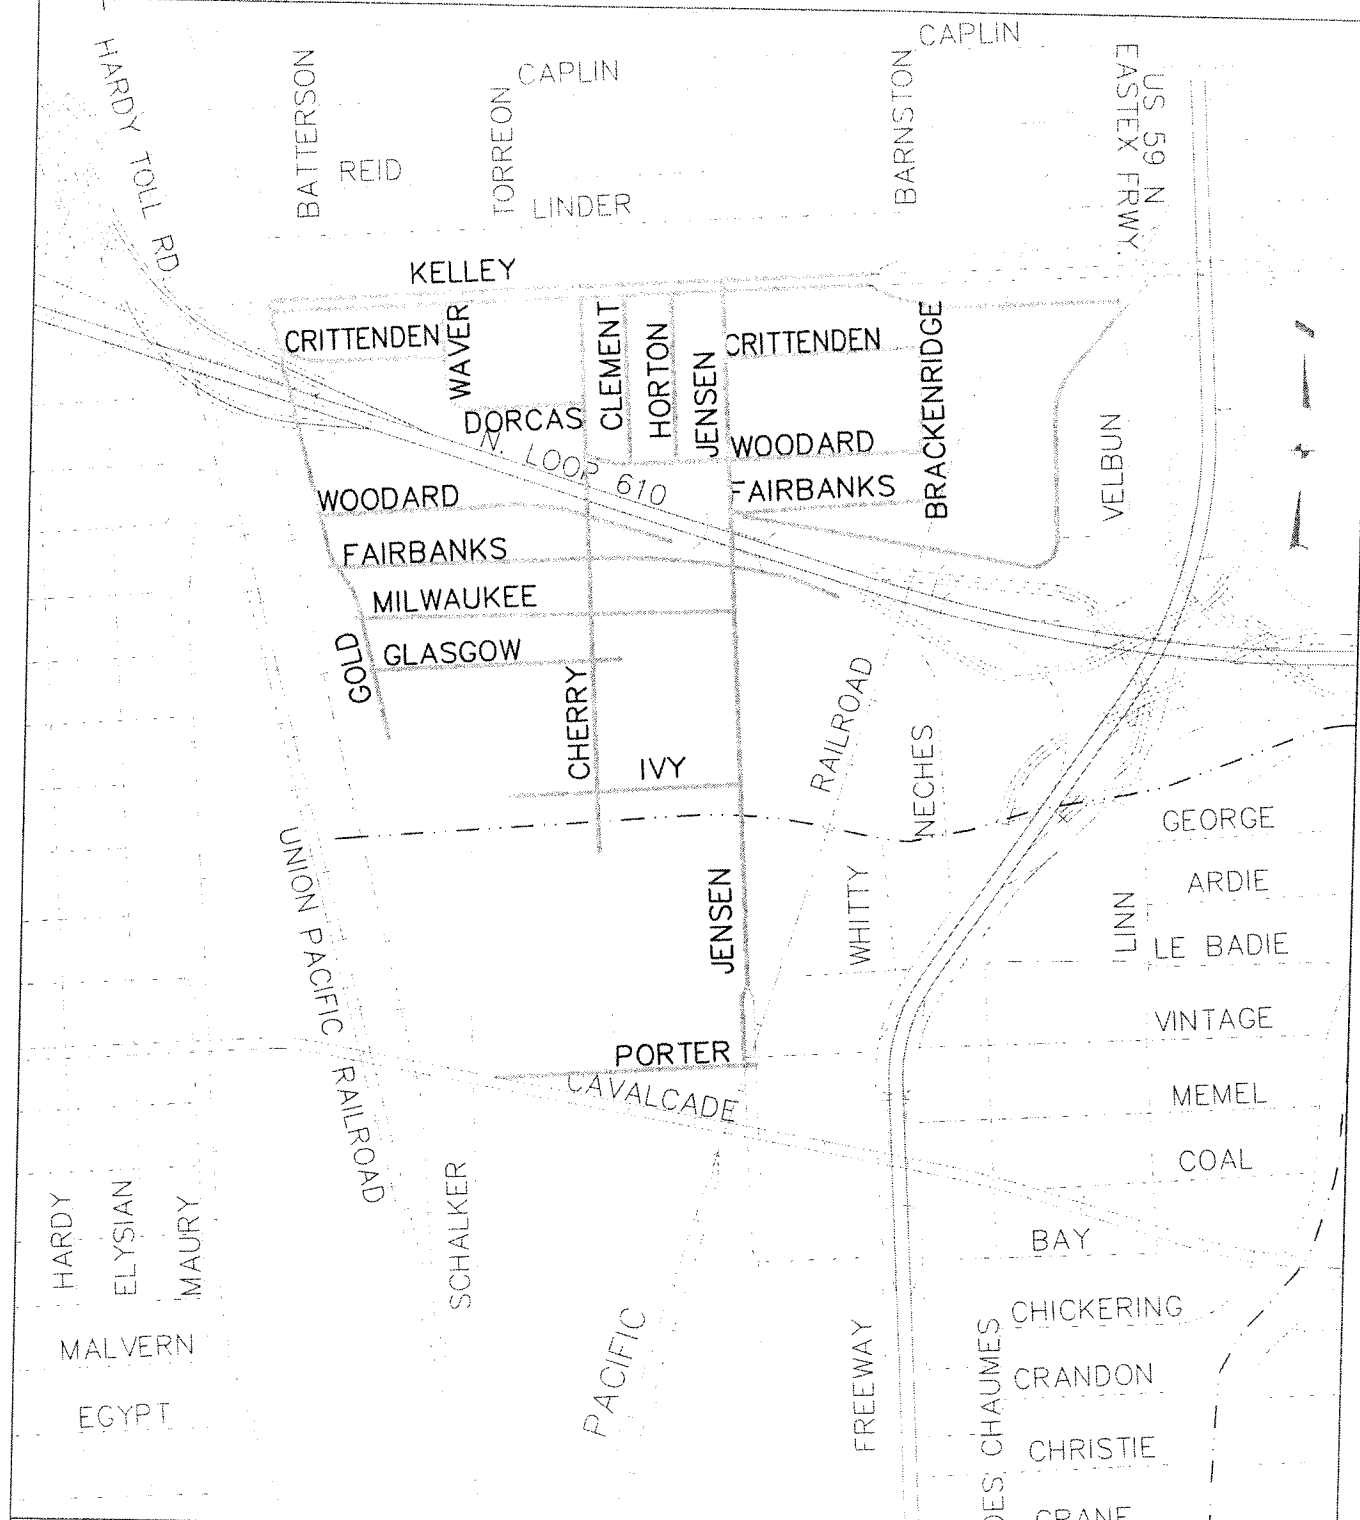 CAPLIN
HARDY TOLL RD.
BATTERSON
CAPLIN
BARNSTON
US 59 N
EASTEX FRWY.
TORREON
REID
LINDER
KELLEY
CRITTENDEN
WAVER
CLEMENT
HORTON
JENSEN
CRITTENDEN
BRACKENRIDGE
DORCAS
N. LOOP 610
WOODARD
VELBUN
WOODARD
FAIRBANKS
FAIRBANKS
MILWAUKEE
GOLD
GLASGOW
CHERRY
RAILROAD
IVY
NECHES
GEORGE
UNION PACIFIC RAILROAD
JENSEN
WHITTY
LINN
ARDIE
LE BADIE
VINTAGE
PORTER
CAVALCADE
MEMEL
COAL
HARDY
ELYSIAN
MAURY
SCHALKER
BAY
CHICKERING
MALVERN
PACIFIC
FREEWAY
DES CHAUMES
CRANDON
EGYPT
CHRISTIE
CRANE